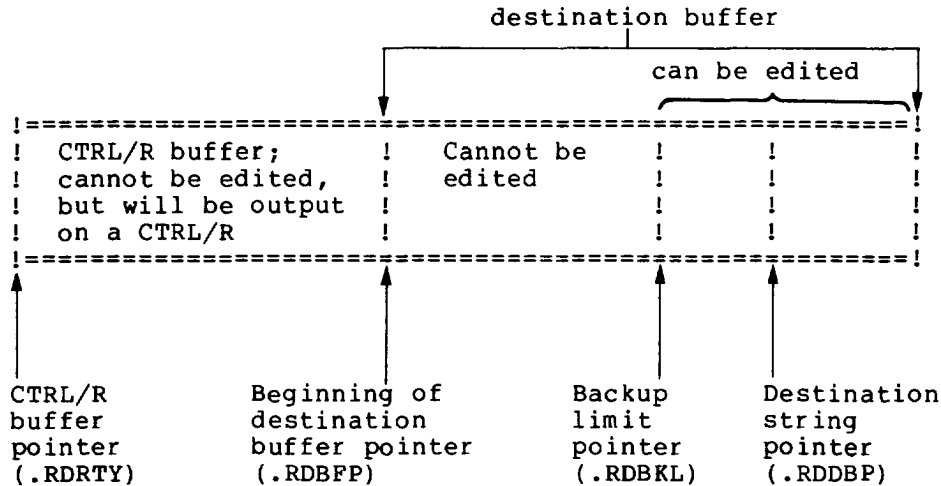 destination buffer
can be edited
!=======================================================!
! CTRL/R buffer; ! Cannot be ! ! !
! cannot be edited, ! edited ! ! !
! but will be output ! ! ! !
! on a CTRL/R ! ! ! !
!=======================================================!
CTRL/R Beginning of Backup Destination
buffer destination limit string
pointer buffer pointer pointer pointer
(.RDRTY) (.RDBFP) (.RDBKL) (.RDDBP)